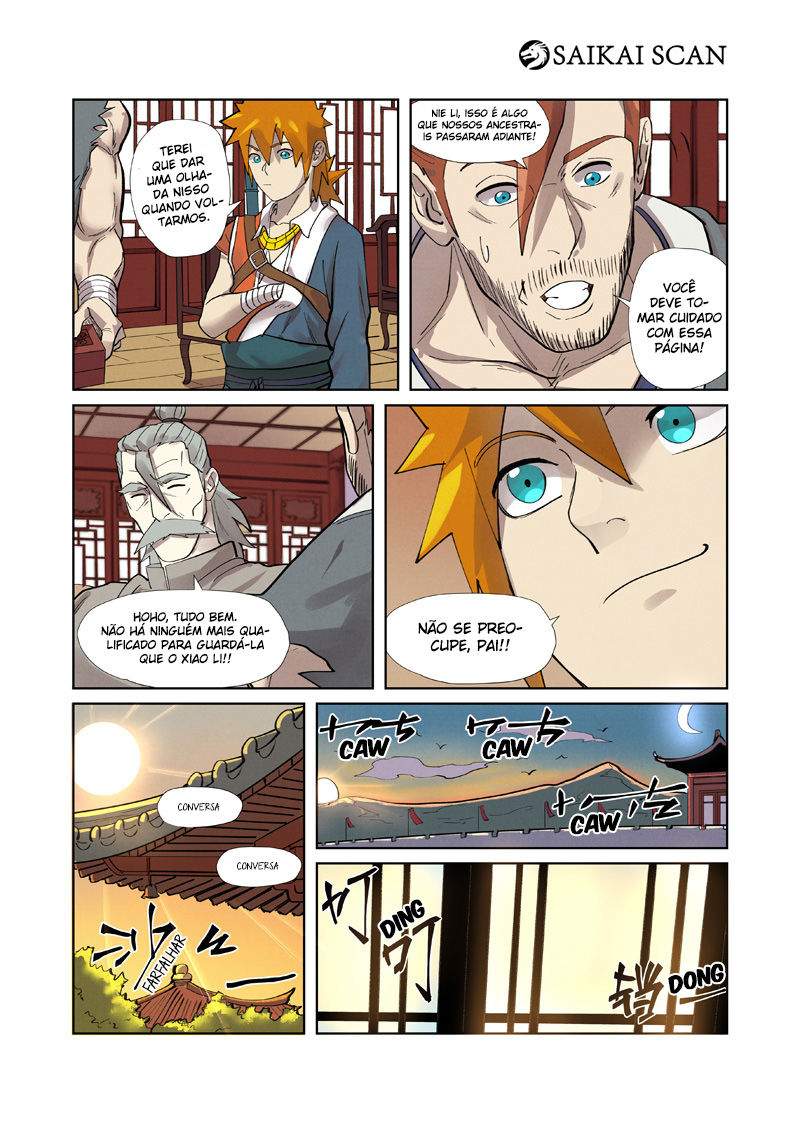 SAIKAI SCAN
TEREI
QUE DAR
UMA OLHA-
DA NISSO
QUANDO VOL-
TARMOS.
NIE LI, ISSO É ALGO
QUE NOSSOS ANCESTRA-
IS PASSARAM ADIANTE!
VOCÊ
DEVE TO-
MAR CUIDADO
COM ESSA
PÁGINA!
HOHO, TUDO BEM.
NÃO HÁ NINGUÉM MAIS QUA-
LIFICADO PARA GUARDÁ-LA
QUE O XIAO LI!!
NÃO SE PREO-
CUPE, PAI!!
CONVERSA
CONVERSA
FARFALHAR
CAW
CAW
CAW
DING
DONG